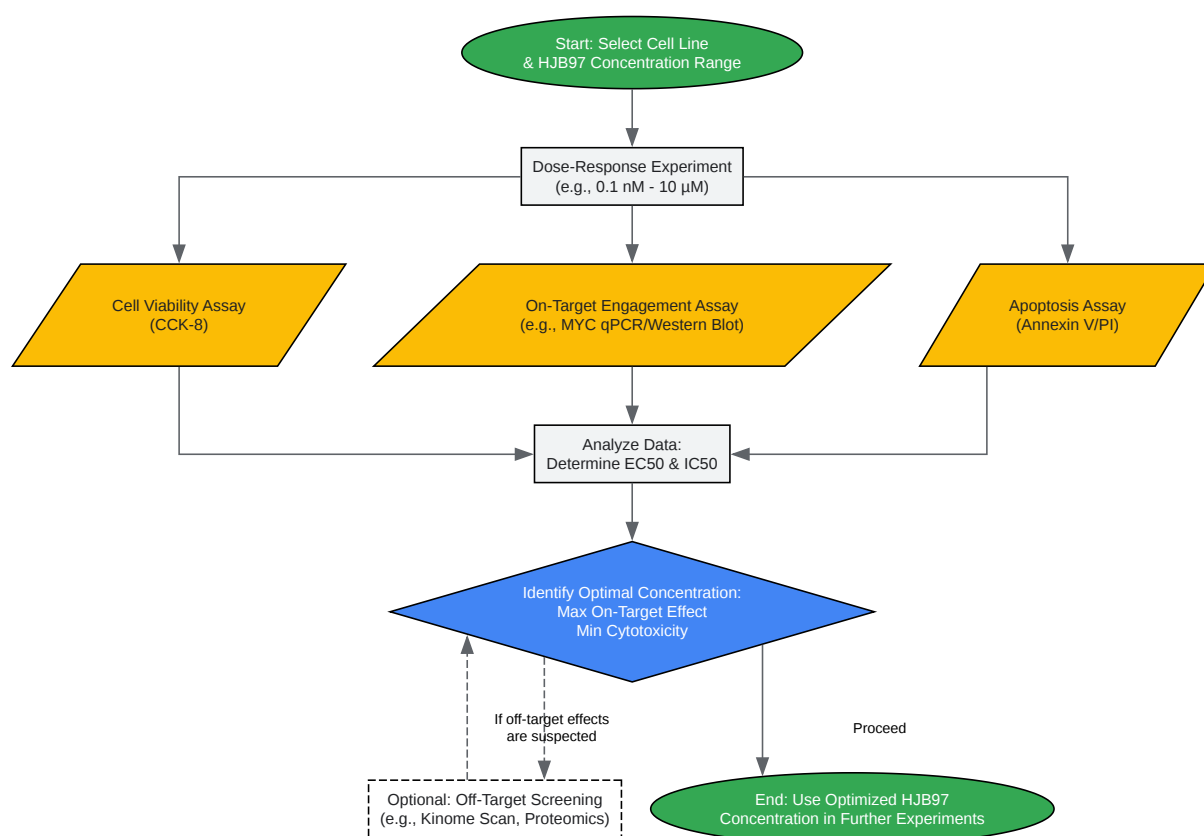 Start: Select Cell Line
& HJB97 Concentration Range
Dose-Response Experiment
(e.g., 0.1 nM - 10 µM)
Cell Viability Assay
(CCK-8)
On-Target Engagement Assay
(e.g., MYC qPCR/Western Blot)
Apoptosis Assay
(Annexin V/PI)
Analyze Data:
Determine EC50 & IC50
Identify Optimal Concentration:
Max On-Target Effect
Min Cytotoxicity
If off-target effects
are suspected
Proceed
Optional: Off-Target Screening
(e.g., Kinome Scan, Proteomics)
End: Use Optimized HJB97
Concentration in Further Experiments